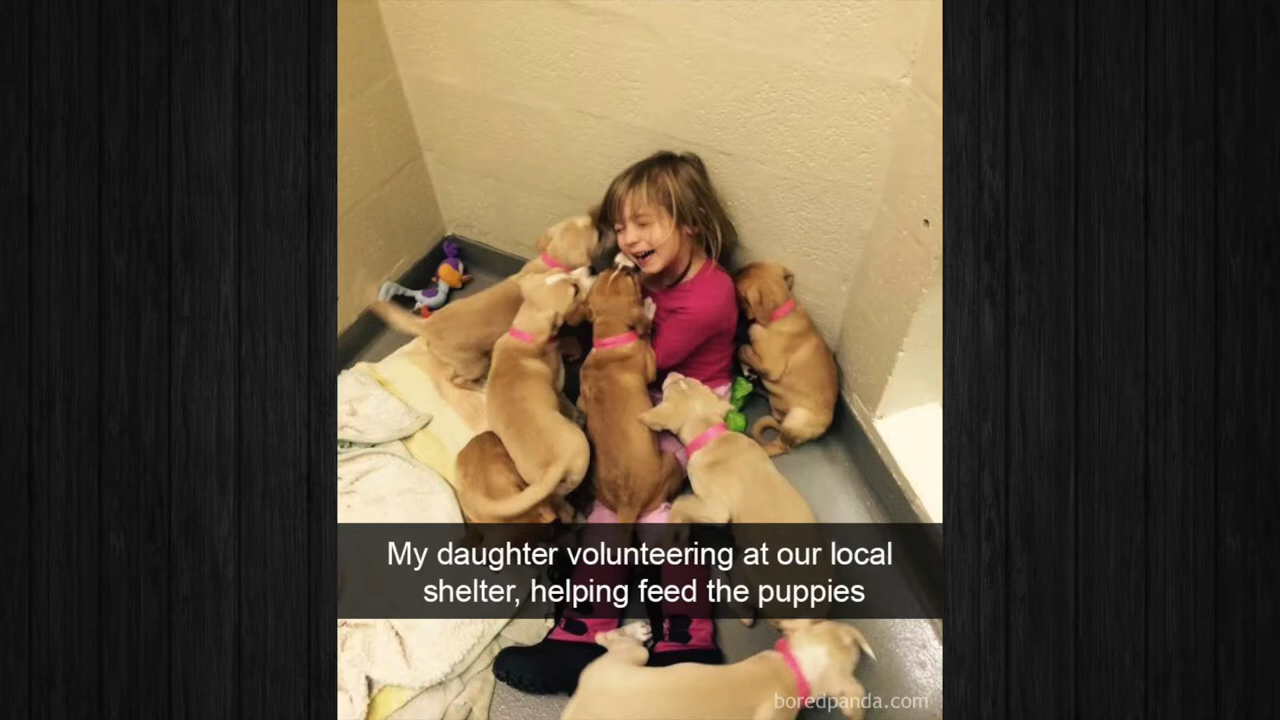 My daughter volunteering at our local
shelter, helping feed the puppies
boredpanda.com